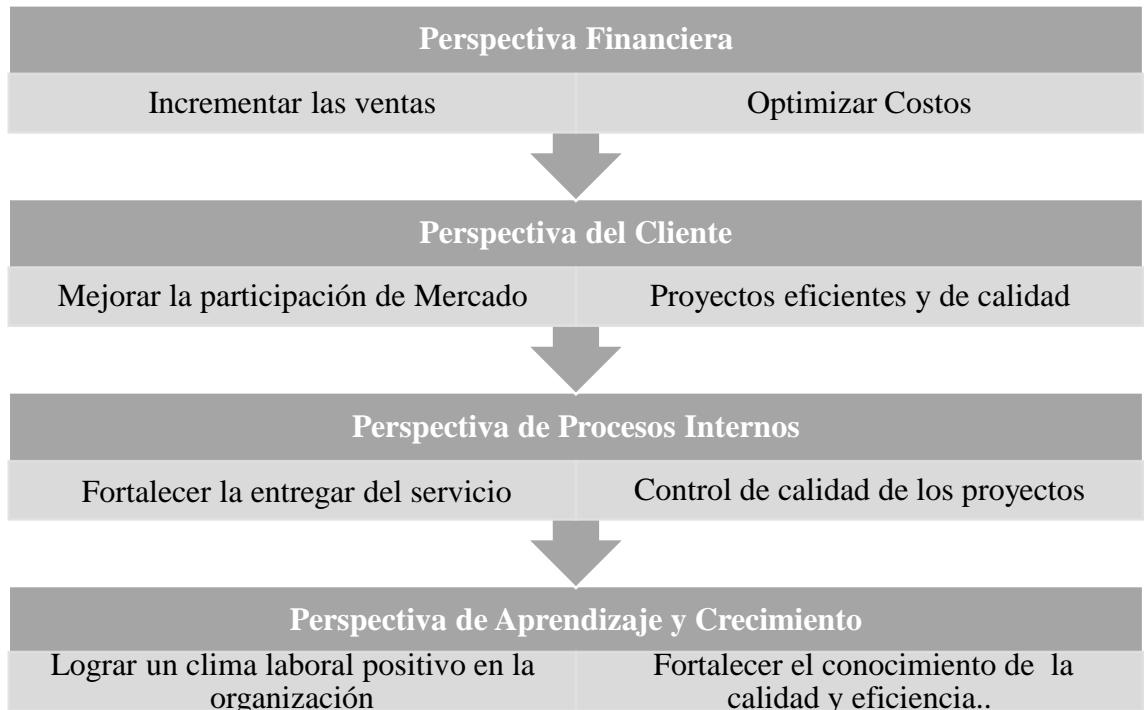 Perspectiva Financiera
Incrementar las ventas
Optimizar Costos
Perspectiva del Cliente
Mejorar la participación de Mercado
Proyectos eficientes y de calidad
Perspectiva de Procesos Internos
Fortalecer la entregar del servicio
Control de calidad de los proyectos
Perspectiva de Aprendizaje y Crecimiento
Lograr un clima laboral positivo en la
organización
Fortalecer el conocimiento de  la
calidad y eficiencia..